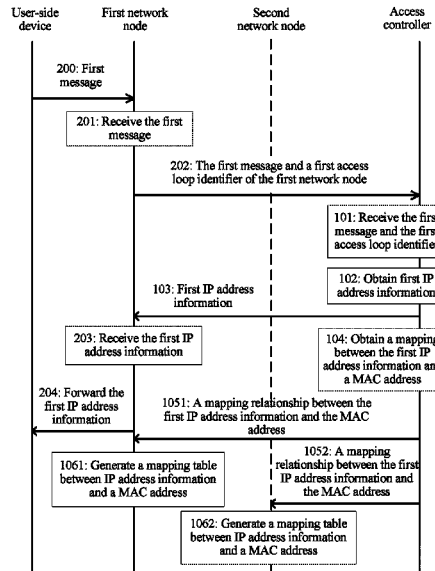 User-side device
First network node
Second network node
Access controller
200: First message
201: Receive the first message
202: The first message and a first access loop identifier of the first network node
101: Receive the first message and the first access loop identifier
102: Obtain first IP address information
103: First IP address information
203: Receive the first IP address information
104: Obtain a mapping between the first IP address information and a MAC address
204: Forward the first IP address information
1051: A mapping relationship between the first IP address information and the MAC address
1052: A mapping relationship between the first IP address information and the MAC address
1061: Generate a mapping table between IP address information and a MAC address
1062: Generate a mapping table between IP address information and a MAC address